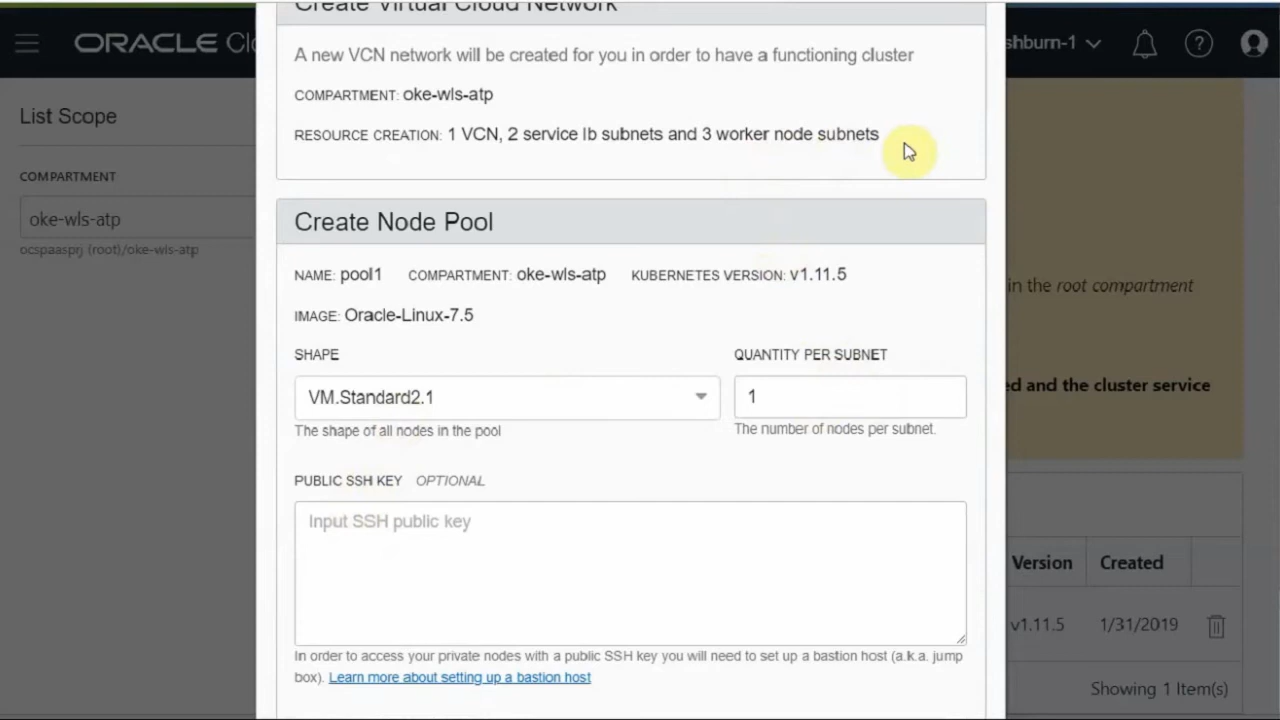 Create Virtual Cloud Network
ORACLE Clo
shburn-1
A new VCN network will be created for you in order to have a functioning cluster
List Scope
COMPARTMENT: oke-wls-atp
RESOURCE CREATION: 1 VCN, 2 service lb subnets and 3 worker node subnets
COMPARTMENT
oke-wls-atp
ocspaasprj (root)/oke-wls-atp
Create Node Pool
NAME: pool1 COMPARTMENT: oke-wls-atp KUBERNETES VERSION: v1.11.5
in the root compartment
IMAGE: Oracle-Linux-7.5
SHAPE QUANTITY PER SUBNET
VM.Standard2.1 1
The shape of all nodes in the pool The number of nodes per subnet.
ed and the cluster service
PUBLIC SSH KEY OPTIONAL
Input SSH public key
Version Created
v1.11.5 1/31/2019
In order to access your private nodes with a public SSH key you will need to set up a bastion host (a.k.a. jump
box). Learn more about setting up a bastion host
Showing 1 Item(s)